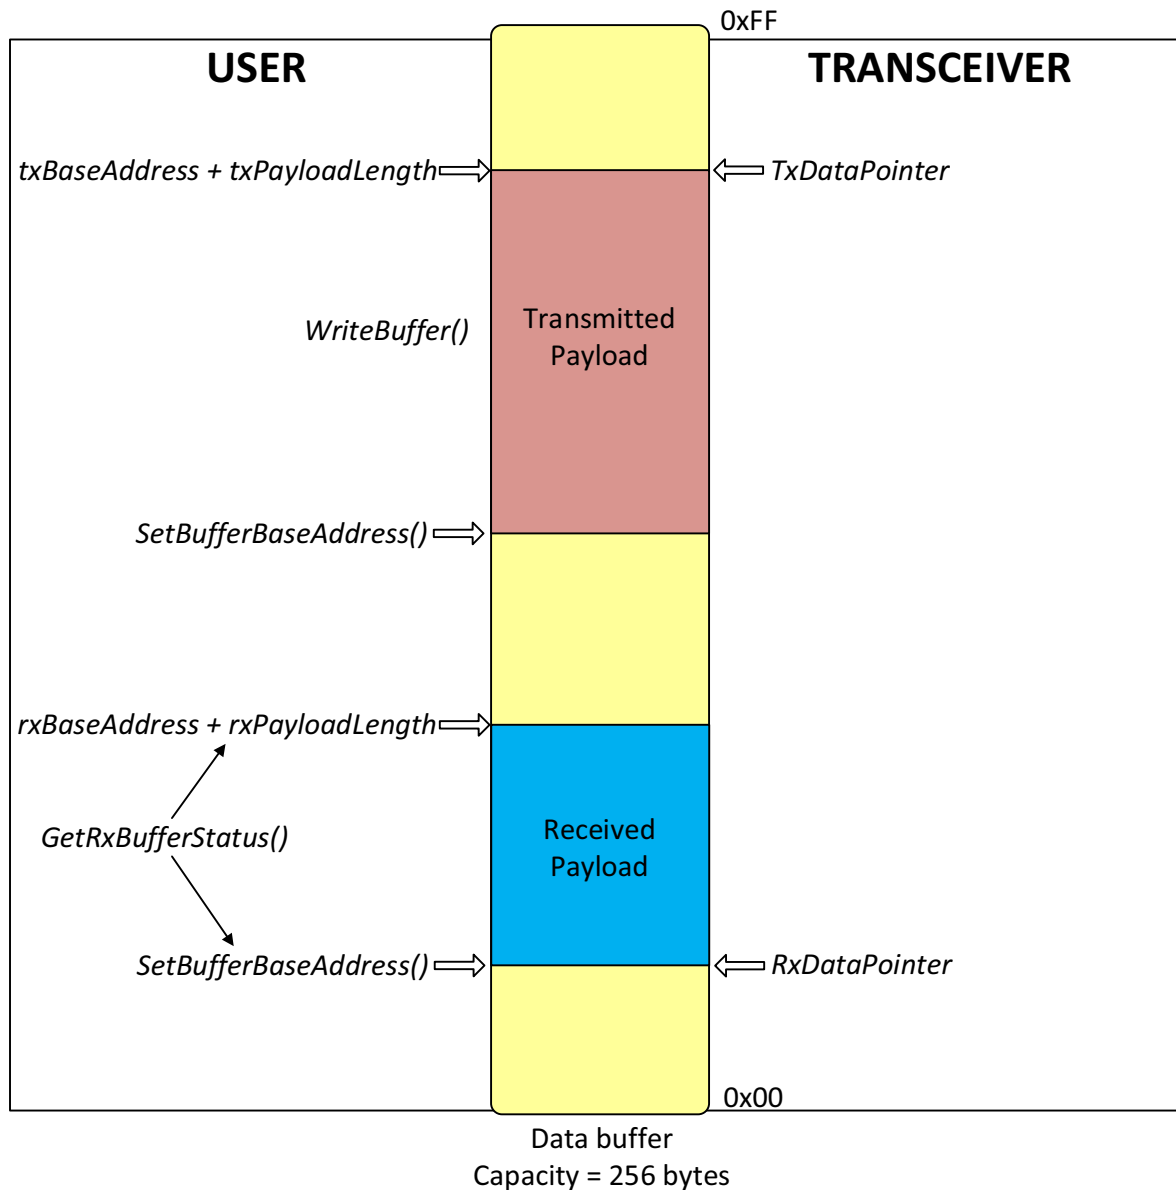 0xFF
USER
TRANSCEIVER
txBaseAddress + txPayloadLength
TxDataPointer
WriteBuffer()
Transmitted
Payload
SetBufferBaseAddress()
rxBaseAddress + rxPayloadLength
GetRxBufferStatus()
Received
Payload
SetBufferBaseAddress()
RxDataPointer
0x00
Data buffer
Capacity = 256 bytes